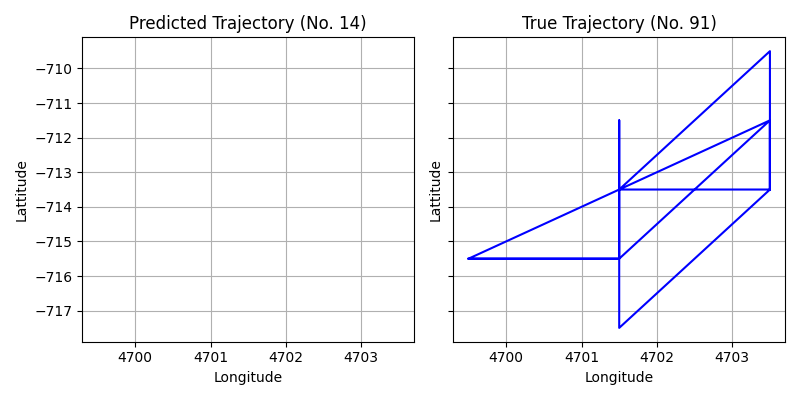 Predicted Trajectory (No. 14)
Lattitude
−710
−711
−712
−713
−714
−715
−716
−717
4700
4701
4702
4703
Longitude
True Trajectory (No. 91)
Lattitude
4700
4701
4702
4703
Longitude